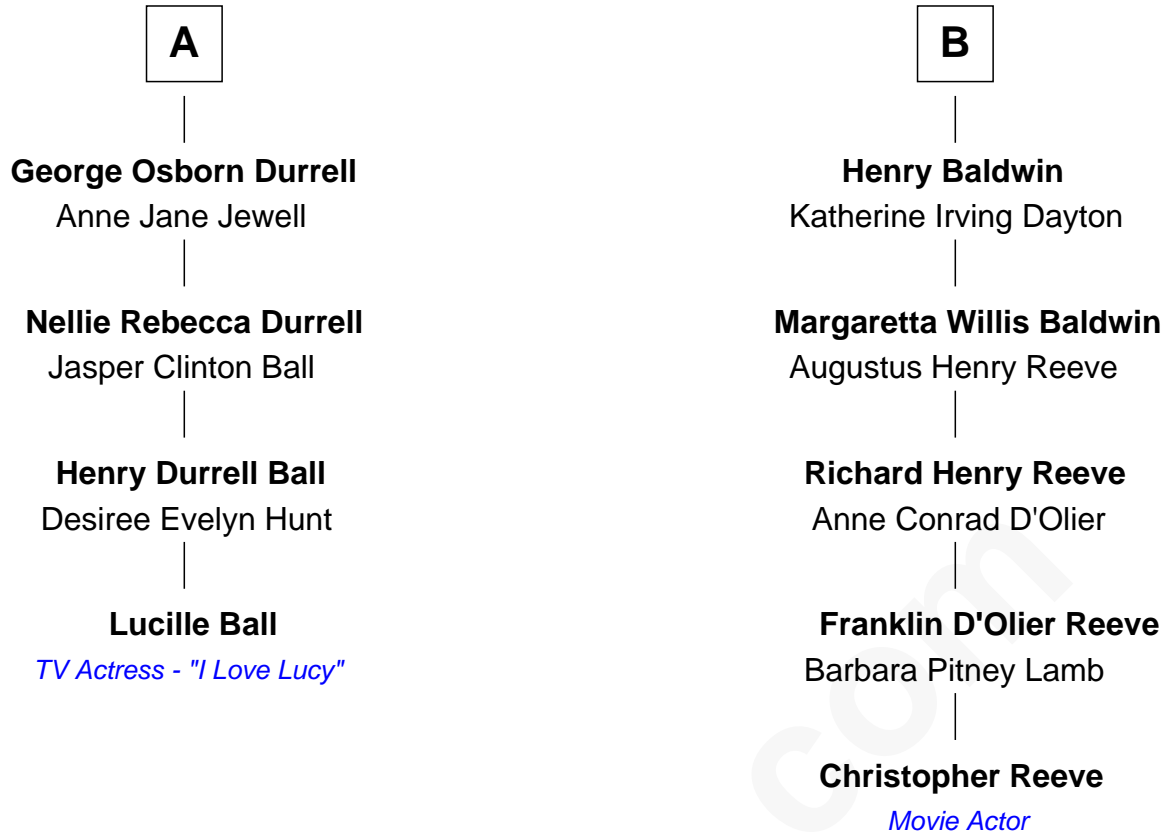 A
George Osborn Durrell
Anne Jane Jewell
Nellie Rebecca Durrell
Jasper Clinton Ball
Henry Durrell Ball
Desiree Evelyn Hunt
Lucille Ball
TV Actress - "I Love Lucy"
B
Henry Baldwin
Katherine Irving Dayton
Margaretta Willis Baldwin
Augustus Henry Reeve
Richard Henry Reeve
Anne Conrad D'Olier
Franklin D'Olier Reeve
Barbara Pitney Lamb
Christopher Reeve
Movie Actor
com